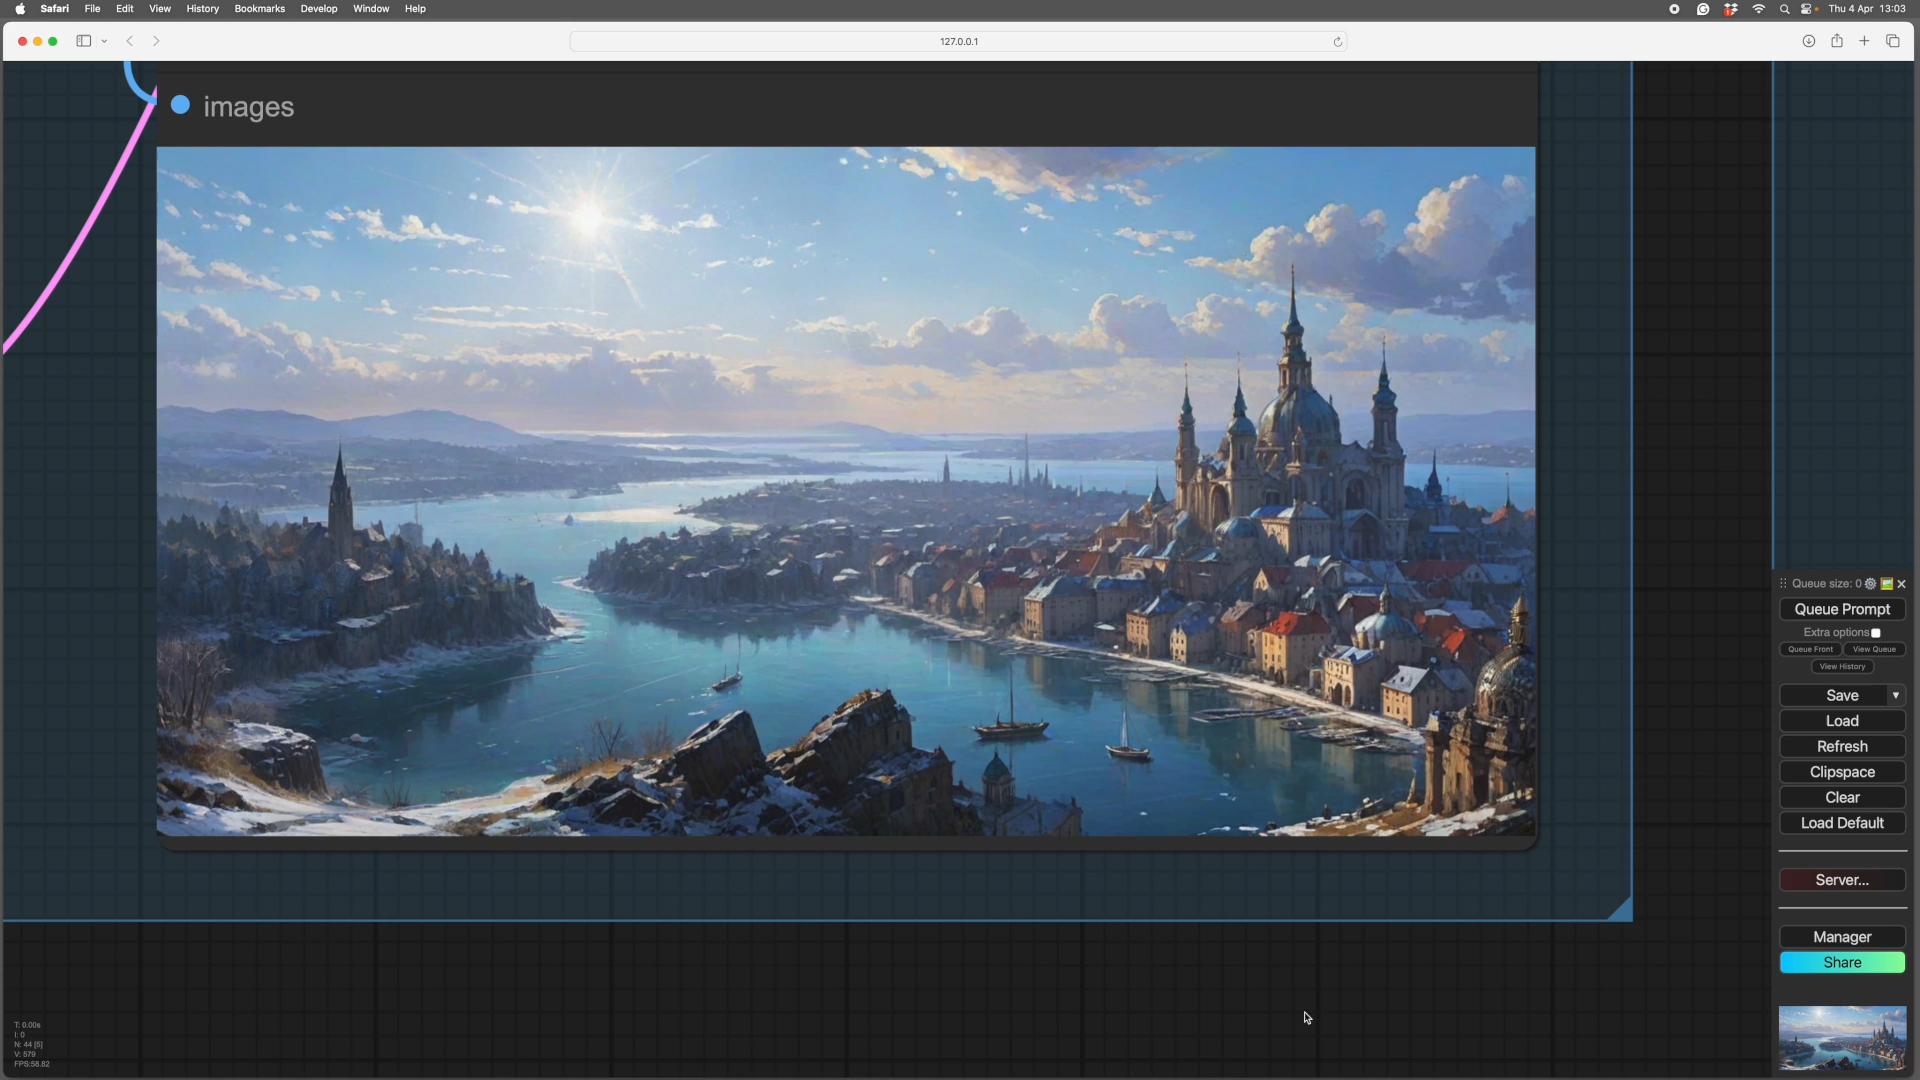 Safari File Edit View History Bookmarks Develop Window Help Thu 4 Apr 13:03
127.0.0.1
images
Queue size: 0
Queue Prompt
Extra options
Queue Front View Queue
View History
Save ▼
Load
Refresh
Clipspace
Clear
Load Default
Server...
Manager
Share
T: 0.00s
I: 0
N: 44 [5]
V: 579
FPS:58.82